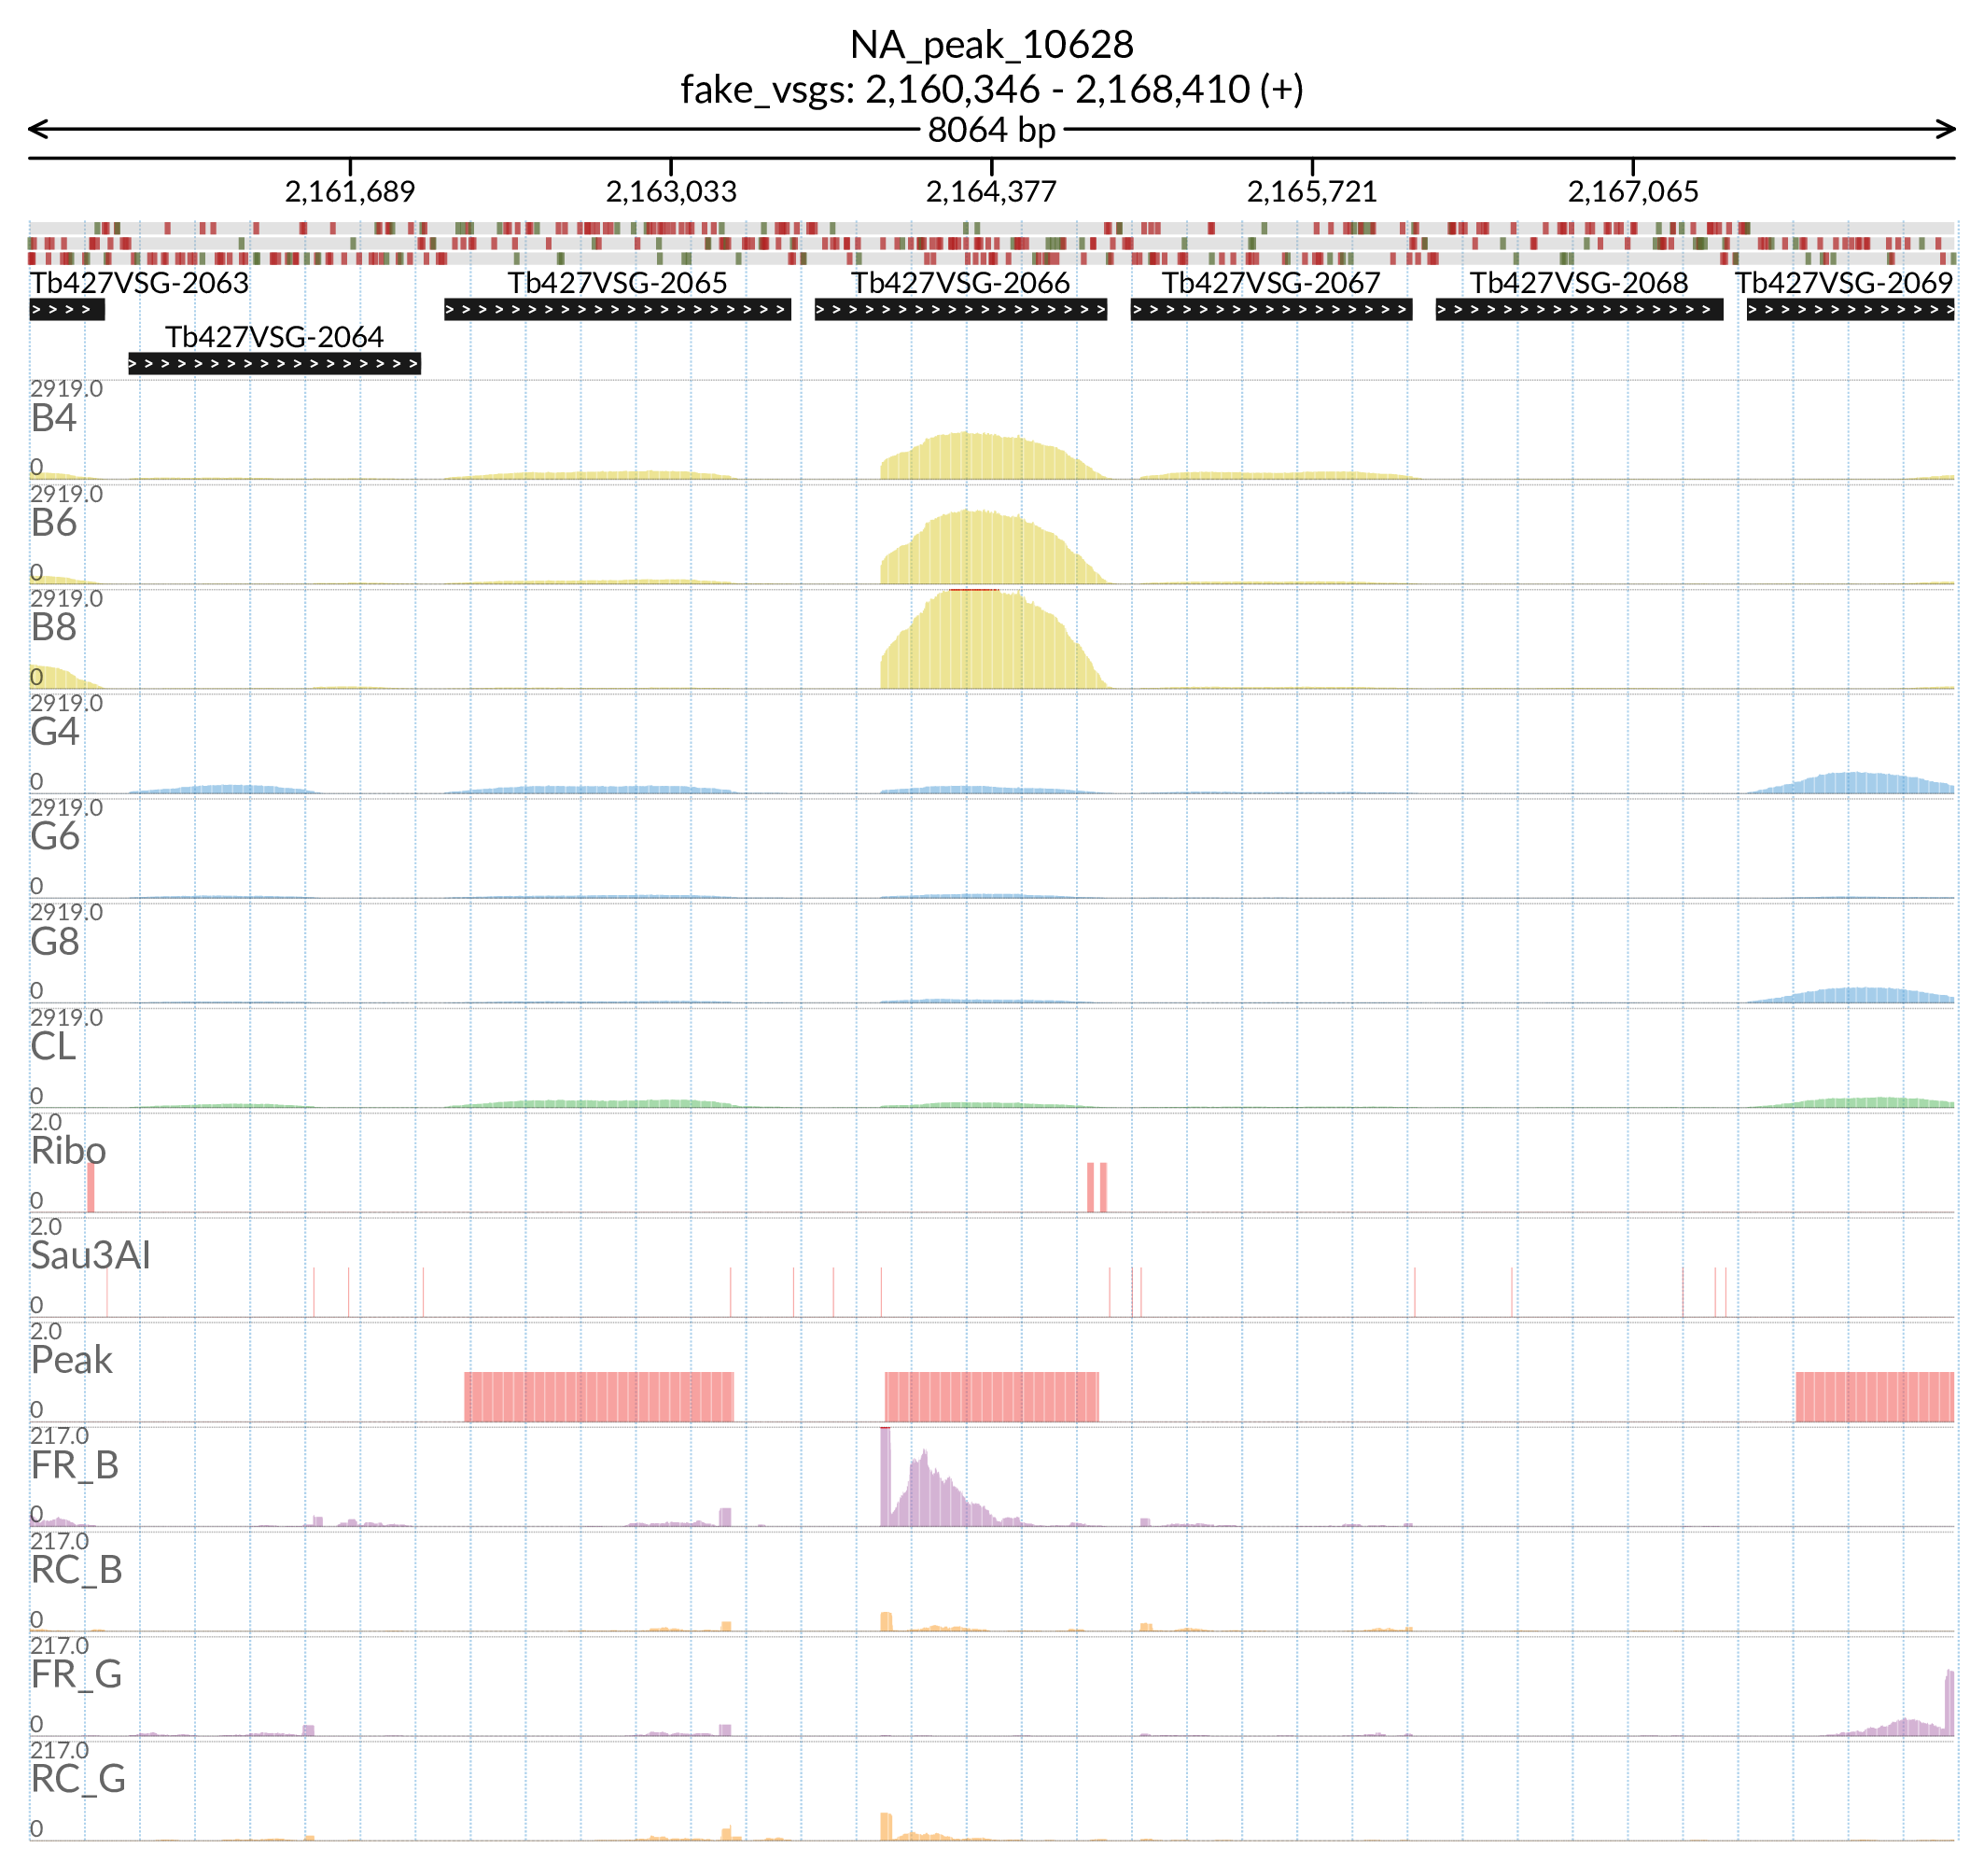 NA_peak_10628
fake_vsgs: 2,160,346 - 2,168,410 (+)
8064 bp
2,161,689 2,163,033 2,164,377 2,165,721 2,167,065
Tb427VSG-2063 Tb427VSG-2065 Tb427VSG-2066 Tb427VSG-2067 Tb427VSG-2068 Tb427VSG-2069
Tb427VSG-2064
2919.0
B4
0
2919.0
B6
0
2919.0
B8
0
2919.0
G4
0
2919.0
G6
0
2919.0
G8
0
2919.0
CL
0
2.0
Ribo
0
2.0
Sau3AI
0
2.0
Peak
0
217.0
FR_B
0
217.0
RC_B
0
217.0
FR_G
0
217.0
RC_G
0